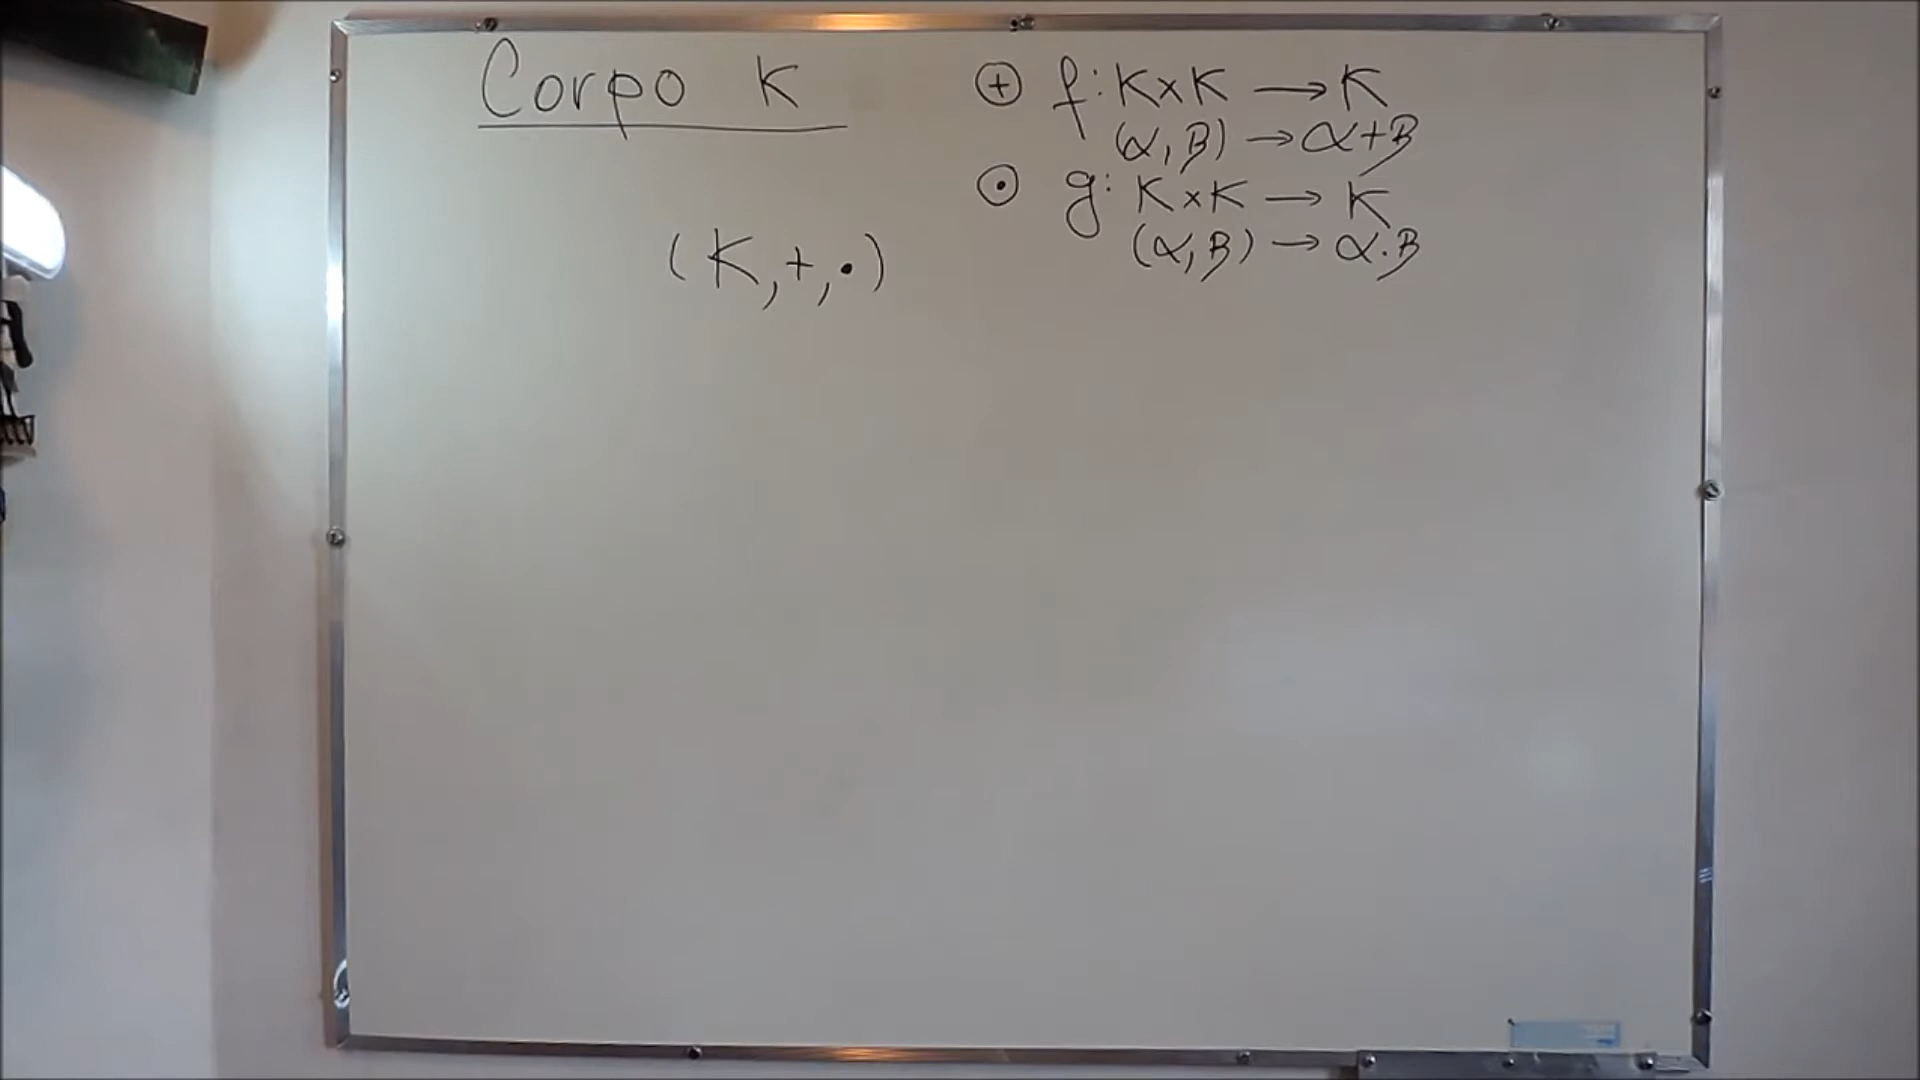 Corpo K
⊕ f: K×K → K
(α, β) → α+β
⊙ g: K×K → K
(α, β) → α·β
(K, +, ·)